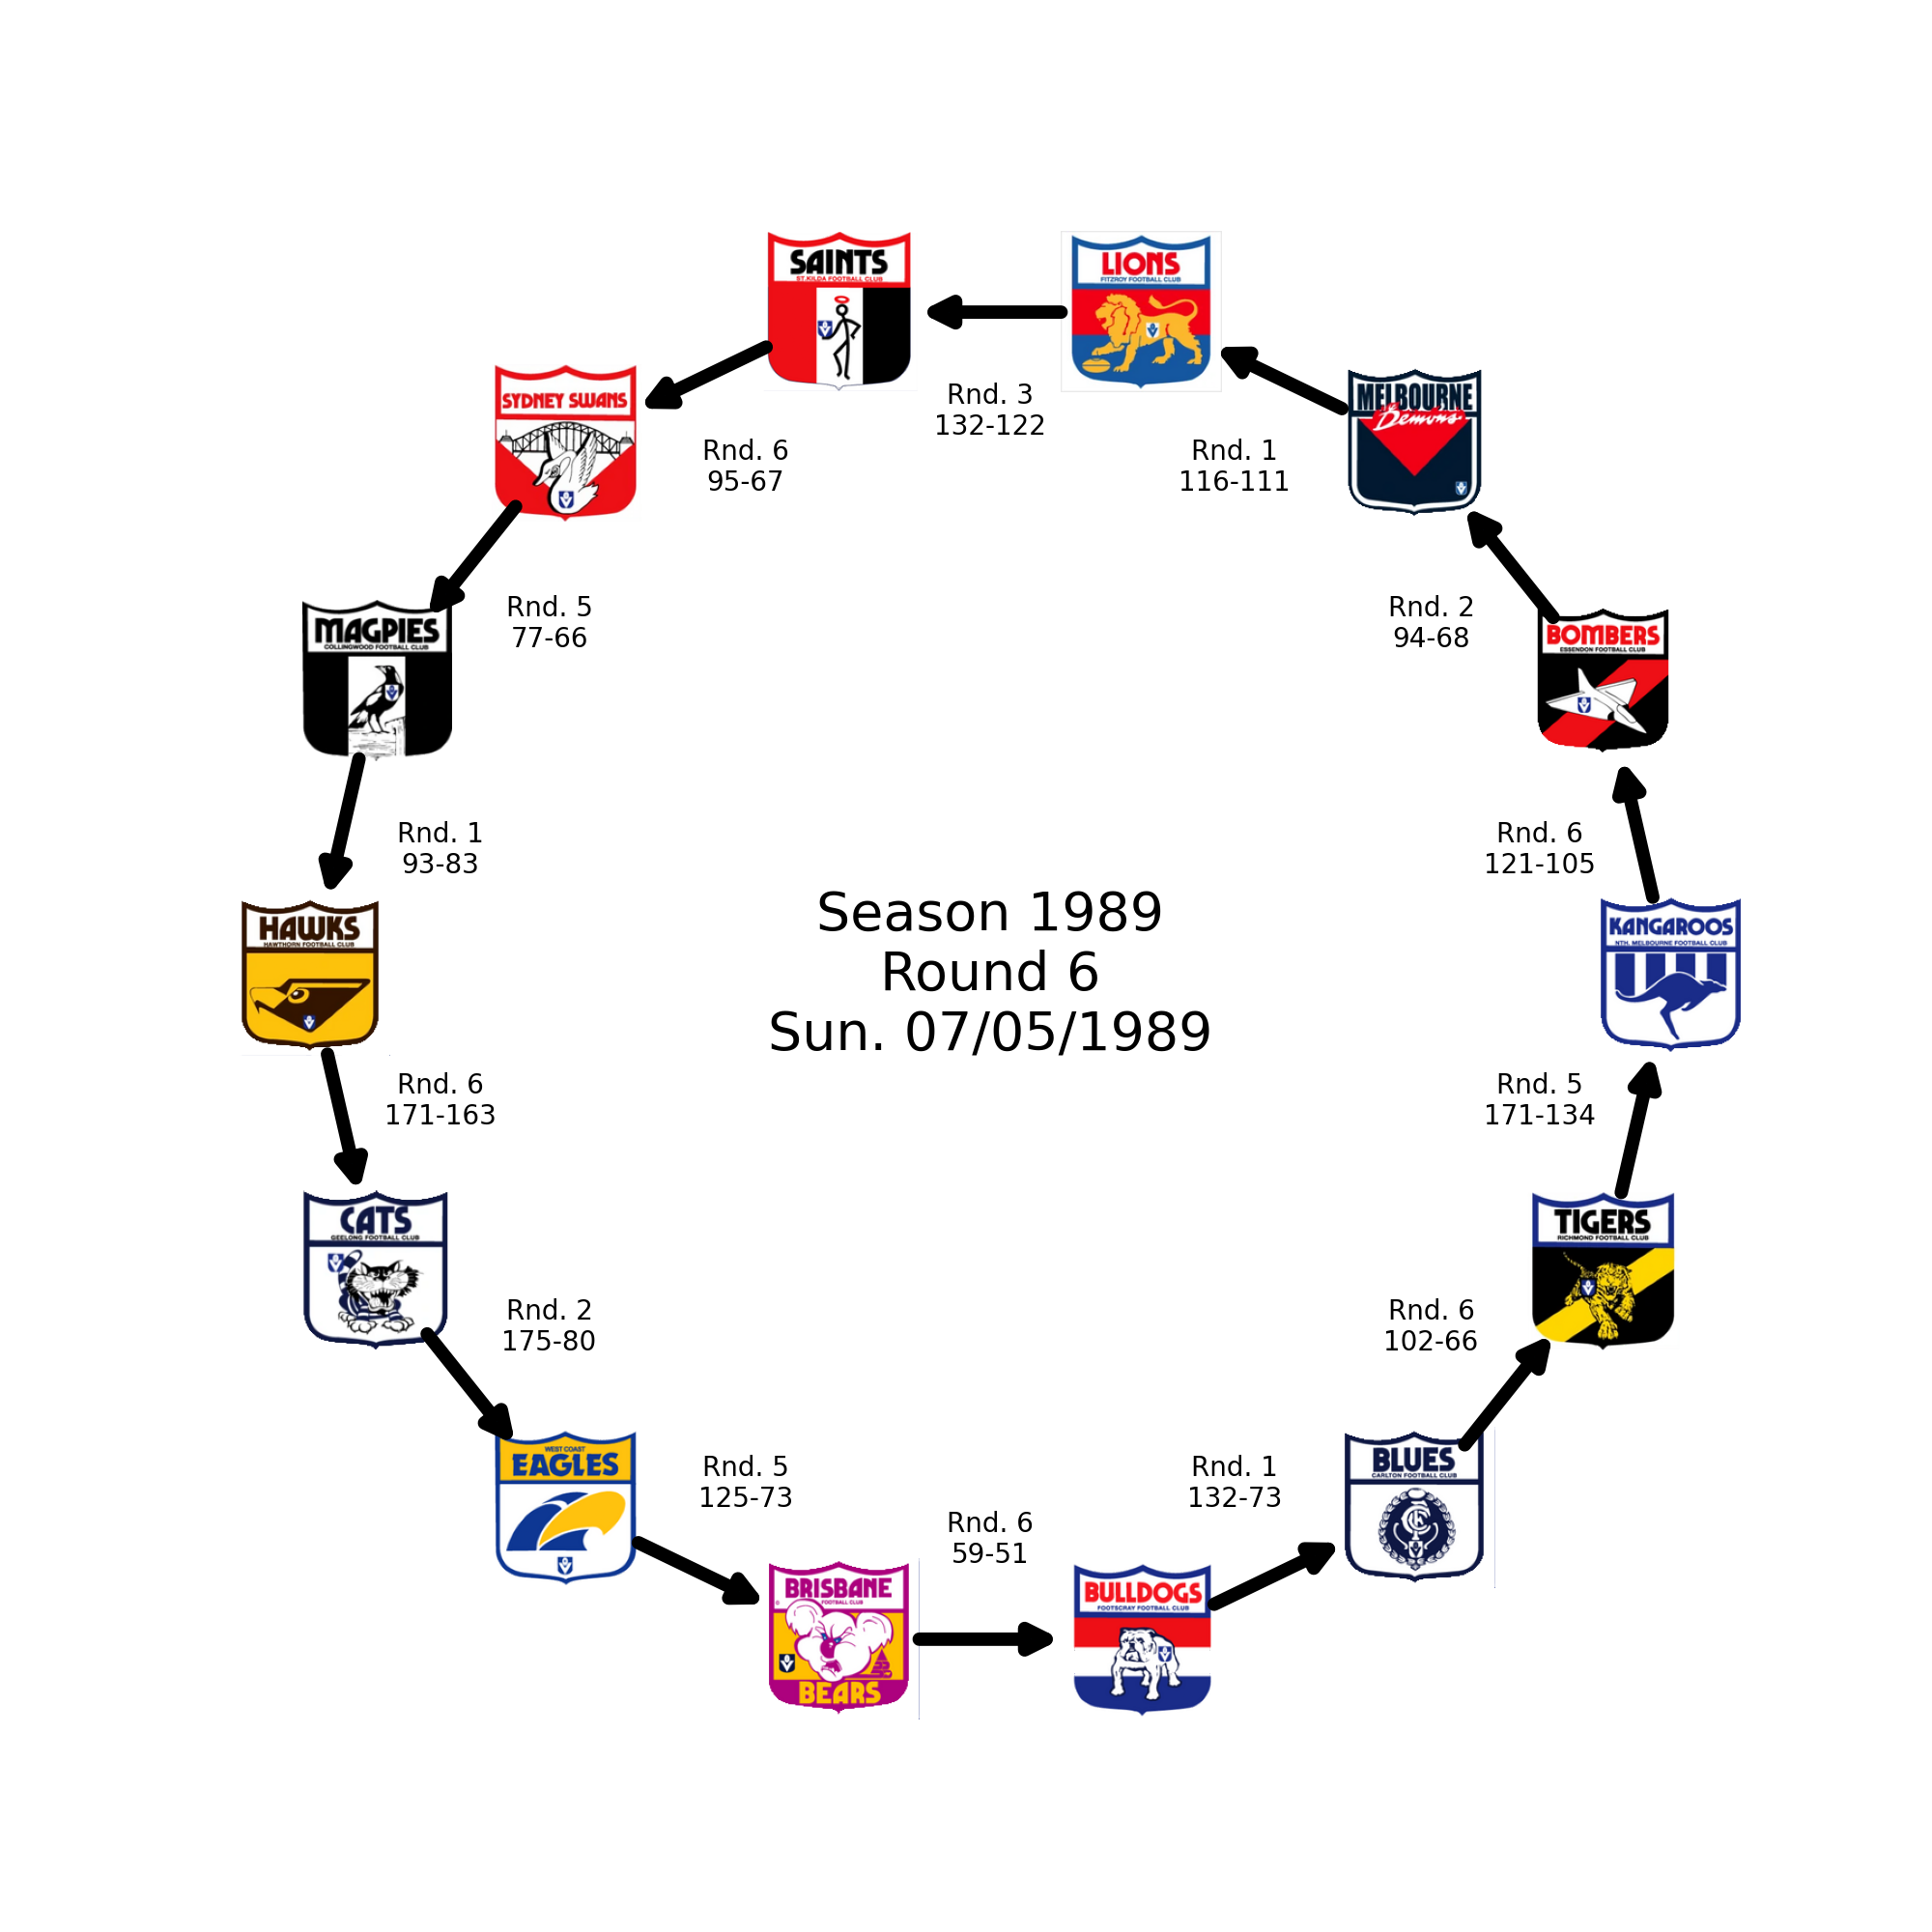 SAINTS
ST.KILDA FOOTBALL CLUB
LIONS
FITZROY FOOTBALL CLUB
Rnd. 3
132-122
SYDNEY SWANS
Rnd. 6
95-67
Rnd. 1
116-111
MELBOURNE
Demons
MAGPIES
COLLINGWOOD FOOTBALL CLUB
Rnd. 5
77-66
Rnd. 2
94-68
BOMBERS
ESSENDON FOOTBALL CLUB
Rnd. 1
93-83
Rnd. 6
121-105
HAWKS
HAWTHORN FOOTBALL CLUB
Season 1989
Round 6
Sun. 07/05/1989
KANGAROOS
NTH. MELBOURNE FOOTBALL CLUB
Rnd. 6
171-163
Rnd. 5
171-134
CATS
GEELONG FOOTBALL CLUB
TIGERS
RICHMOND FOOTBALL CLUB
Rnd. 2
175-80
Rnd. 6
102-66
WEST COAST
EAGLES
Rnd. 5
125-73
Rnd. 6
59-51
Rnd. 1
132-73
BLUES
CARLTON FOOTBALL CLUB
CFC
BRISBANE
FOOTBALL CLUB
BEARS
BULLDOGS
FOOTSCRAY FOOTBALL CLUB